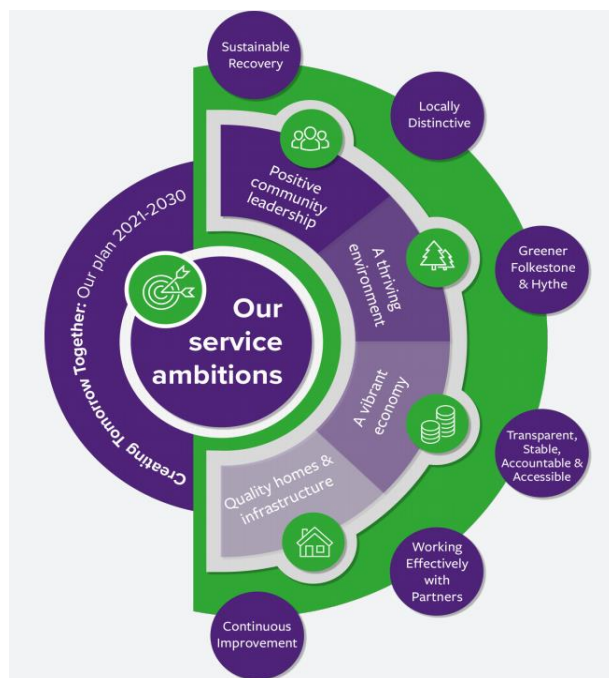 Sustainable
Recovery
Locally
Distinctive
Positive
community
leadership
Creating Tomorrow Together: Our plan 2021-2030
A thriving
environment
Greener
Folkestone
& Hythe
Our
service
ambitions
A vibrant
economy
Transparent,
Stable,
Accountable &
Accessible
Quality homes &
infrastructure
Working
Effectively
with
Partners
Continuous
Improvement